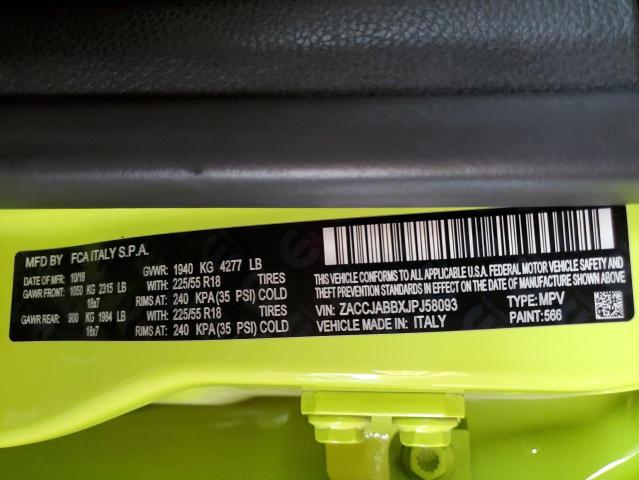 MFD BY FCA ITALY S.P.A.
DATE OF MFR: 10/16 GVWR: 1940 KG 4277 LB
GAWR FRONT: 1050 KG 2315 LB WITH: 225/55 R18 TIRES
18x7 RIMS AT: 240 KPA(35 PSI) COLD
GAWR REAR: 900 KG 1984 LB WITH: 225/55 R18 TIRES
18x7 RIMS AT: 240 KPA(35 PSI) COLD
THIS VEHICLE CONFORMS TO ALL APPLICABLE U.S.A. FEDERAL MOTOR VEHICLE SAFETY
BUMPER AND THEFT PREVENTION STANDARDS IN EFFECT ON THE DATE OF MANUFACTURE SHOWN ABOVE
VIN: ZACCJABBXJPJ58093 TYPE: MPV
VEHICLE MADE IN: ITALY PAINT:566